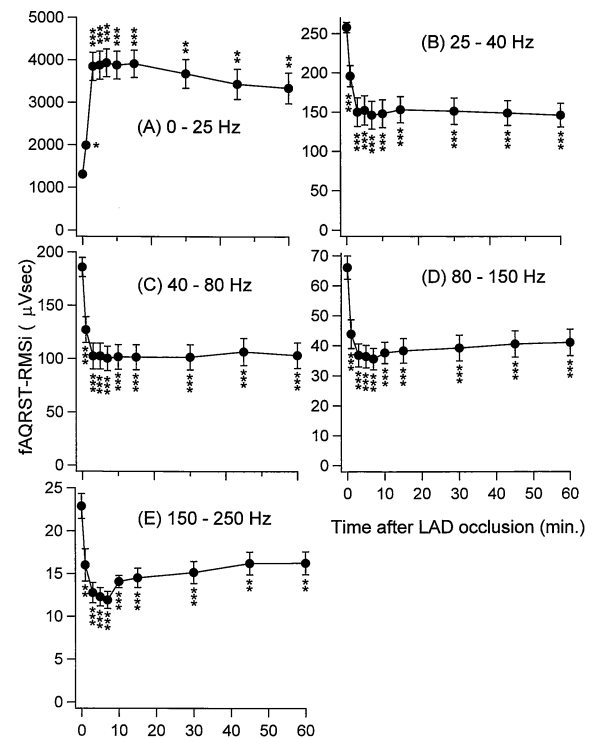 5000
4000
3000
2000
1000
0
*** *** *** *** *** ** ** **
*
(A) 0 - 25 Hz
250
200
150
100
50
0
(B) 25 - 40 Hz
*** *** *** *** *** *** *** *** ***
fAQRST-RMSi ( μVsec)
200
150
100
50
0
(C) 40 - 80 Hz
*** *** *** *** *** *** *** *** ***
70
60
50
40
30
20
10
0
(D) 80 - 150 Hz
*** *** *** *** *** *** *** *** ***
0 10 20 30 40 50 60
Time after LAD occlusion (min.)
25
20
15
10
5
0
(E) 150 - 250 Hz
** *** *** *** *** *** *** ** **
0 10 20 30 40 50 60